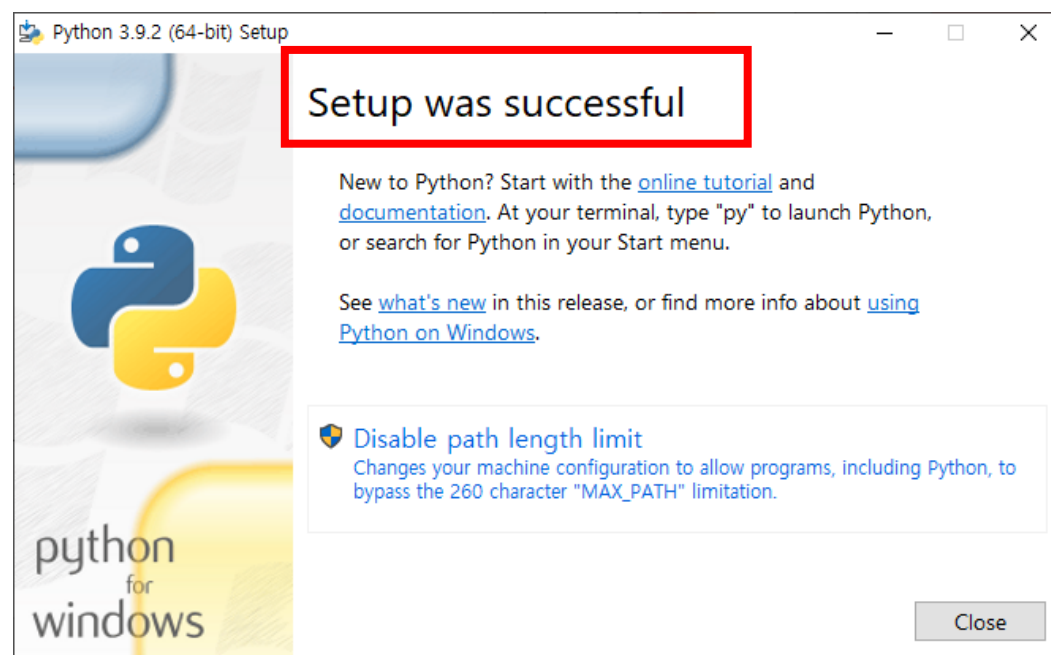 Python 3.9.2 (64-bit) Setup
Setup was successful
New to Python? Start with the online tutorial and
documentation. At your terminal, type "py" to launch Python,
or search for Python in your Start menu.
See what's new in this release, or find more info about using
Python on Windows.
Disable path length limit
Changes your machine configuration to allow programs, including Python, to
bypass the 260 character "MAX_PATH" limitation.
python
for
windows
Close